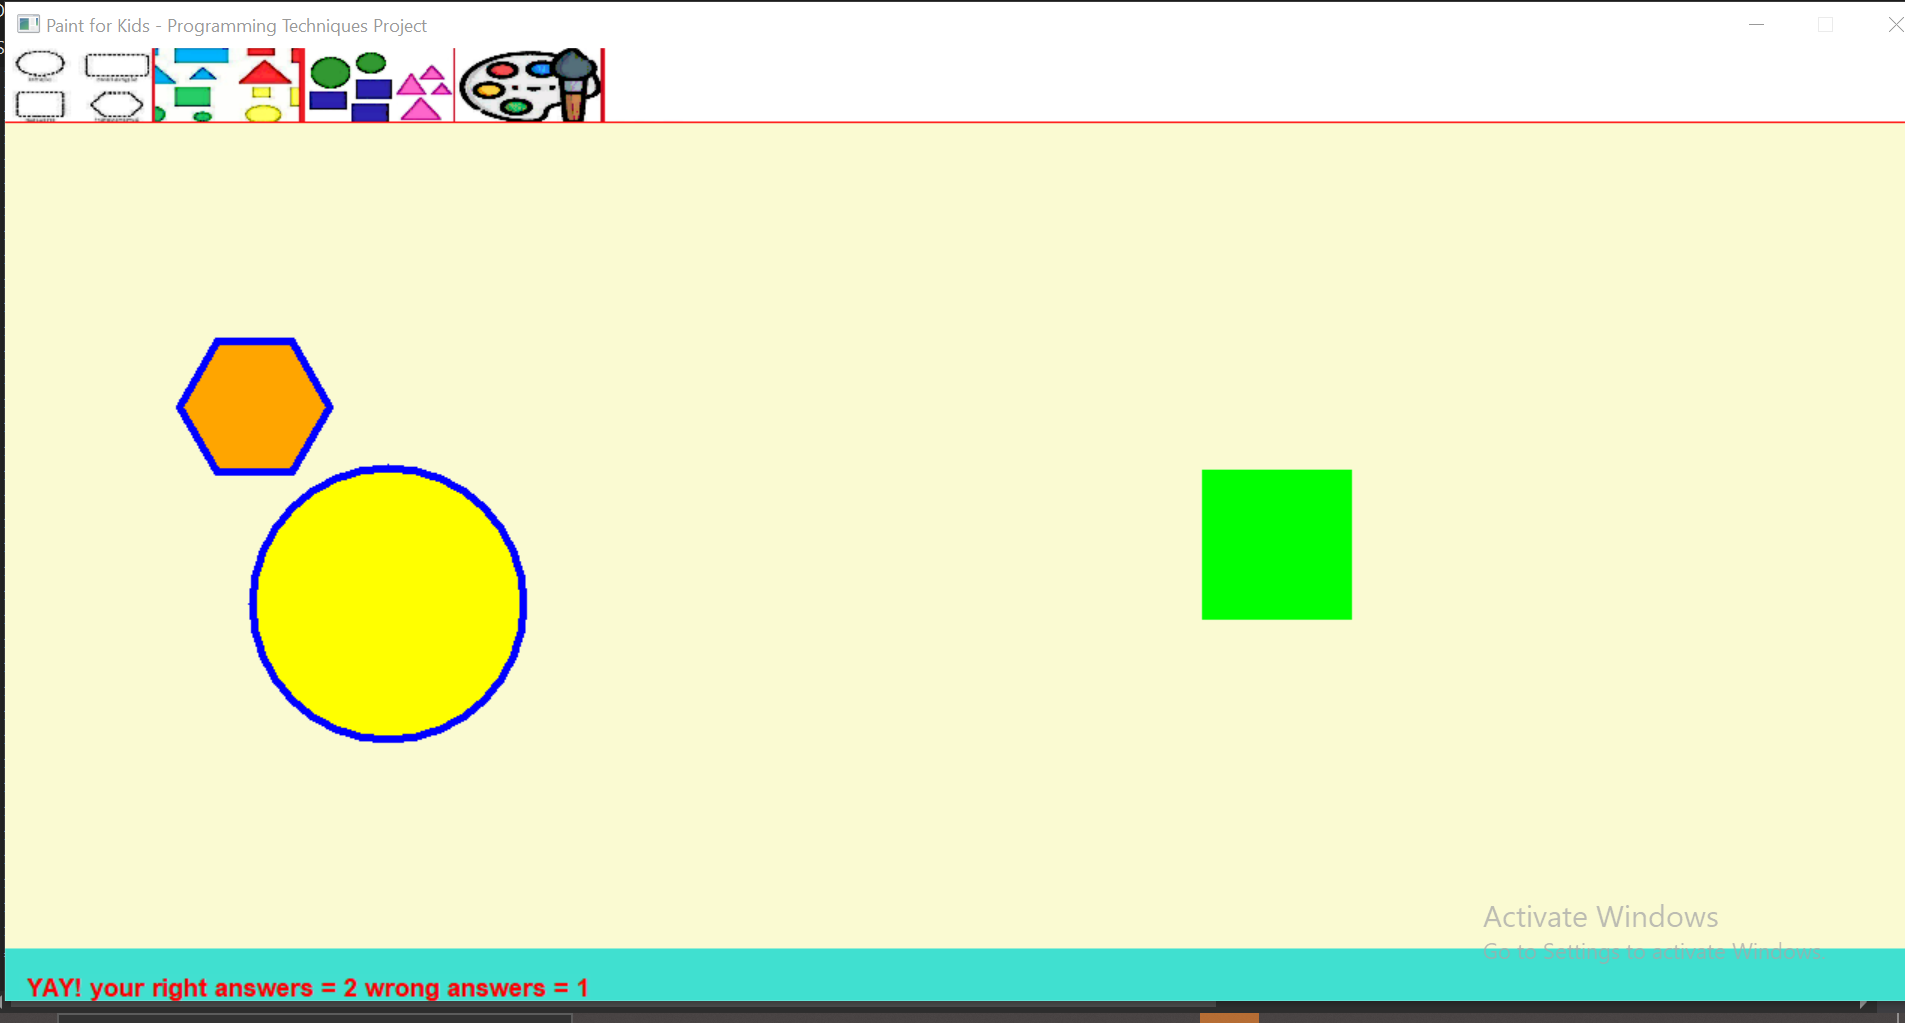 Paint for Kids - Programming Techniques Project
Activate Windows
Go to Settings to activate Windows.
YAY! your right answers = 2 wrong answers = 1